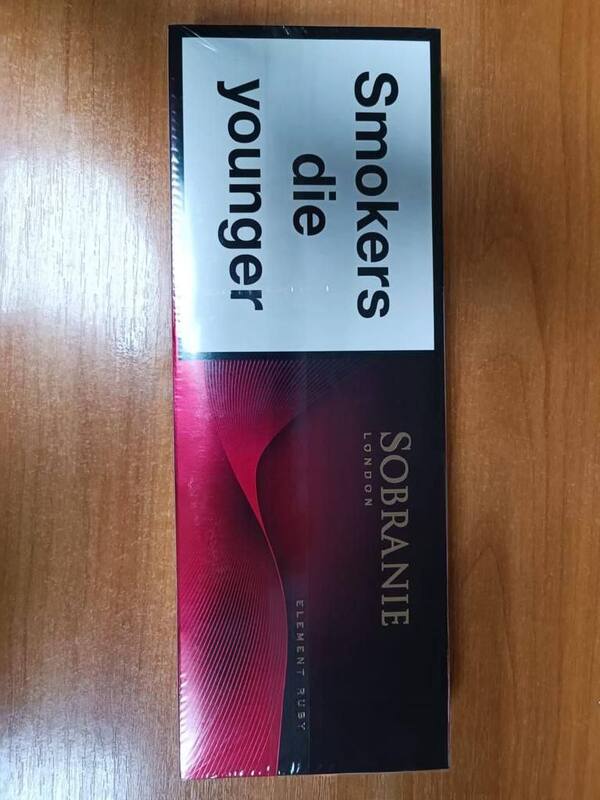 Smokers
die
younger
SOBRANIE
LONDON
ELEMENT RUBY